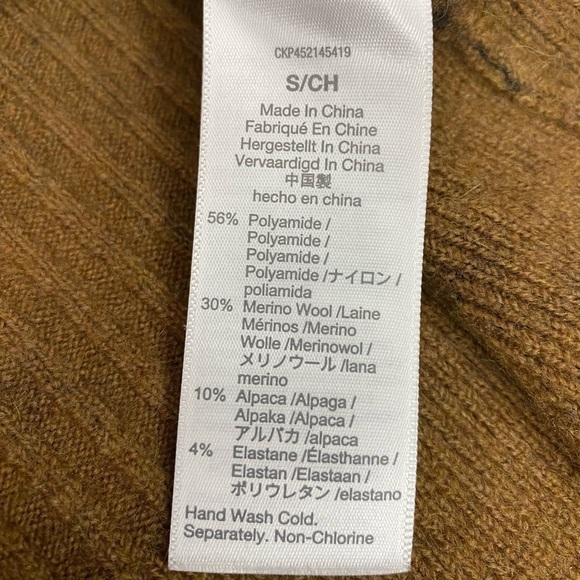 CKP452145419
S/CH
Made In China
Fabriqué En Chine
Hergestellt In China
Vervaardigd In China
中国製
hecho en china
56% Polyamide /
Polyamide /
Polyamide /
Polyamide /ナイロン /
poliamida
30% Merino Wool /Laine
Mérinos /Merino
Wolle /Merinowol /
メリノウール /lana
merino
10% Alpaca /Alpaga /
Alpaka /Alpaca /
アルパカ /alpaca
4% Elastane /Élasthanne /
Elastan /Elastaan /
ポリウレタン /elastano
Hand Wash Cold.
Separately. Non-Chlorine